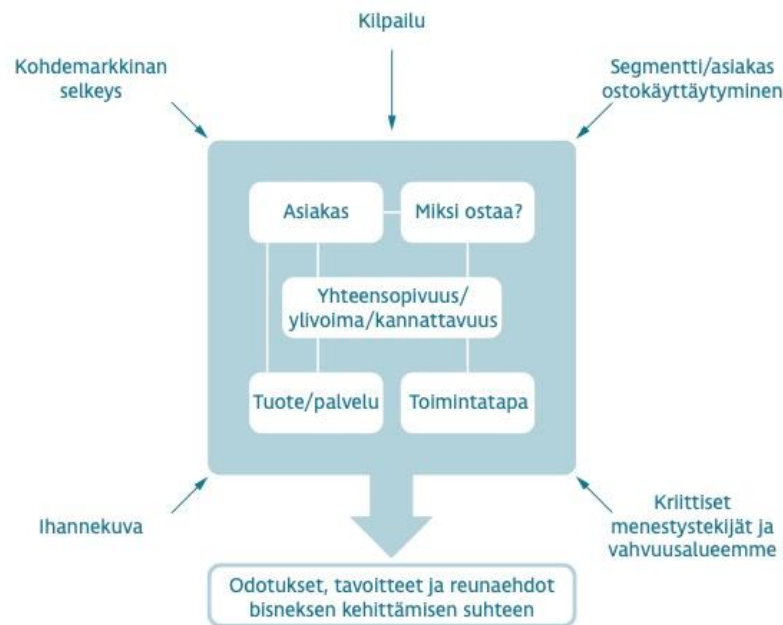 Kilpailu
Kohdemarkkinan
selkeys
Segmentti/asiakas
ostokäyttäytyminen
Asiakas
Miksi ostaa?
Yhteensopivuus/
ylivoima/kannattavuus
Tuote/palvelu
Toimintatapa
Ihannekuva
Kriittiset
menestystekijät ja
vahvuusalueemme
Odotukset, tavoitteet ja reunaehdot
bisneksen kehittämisen suhteen